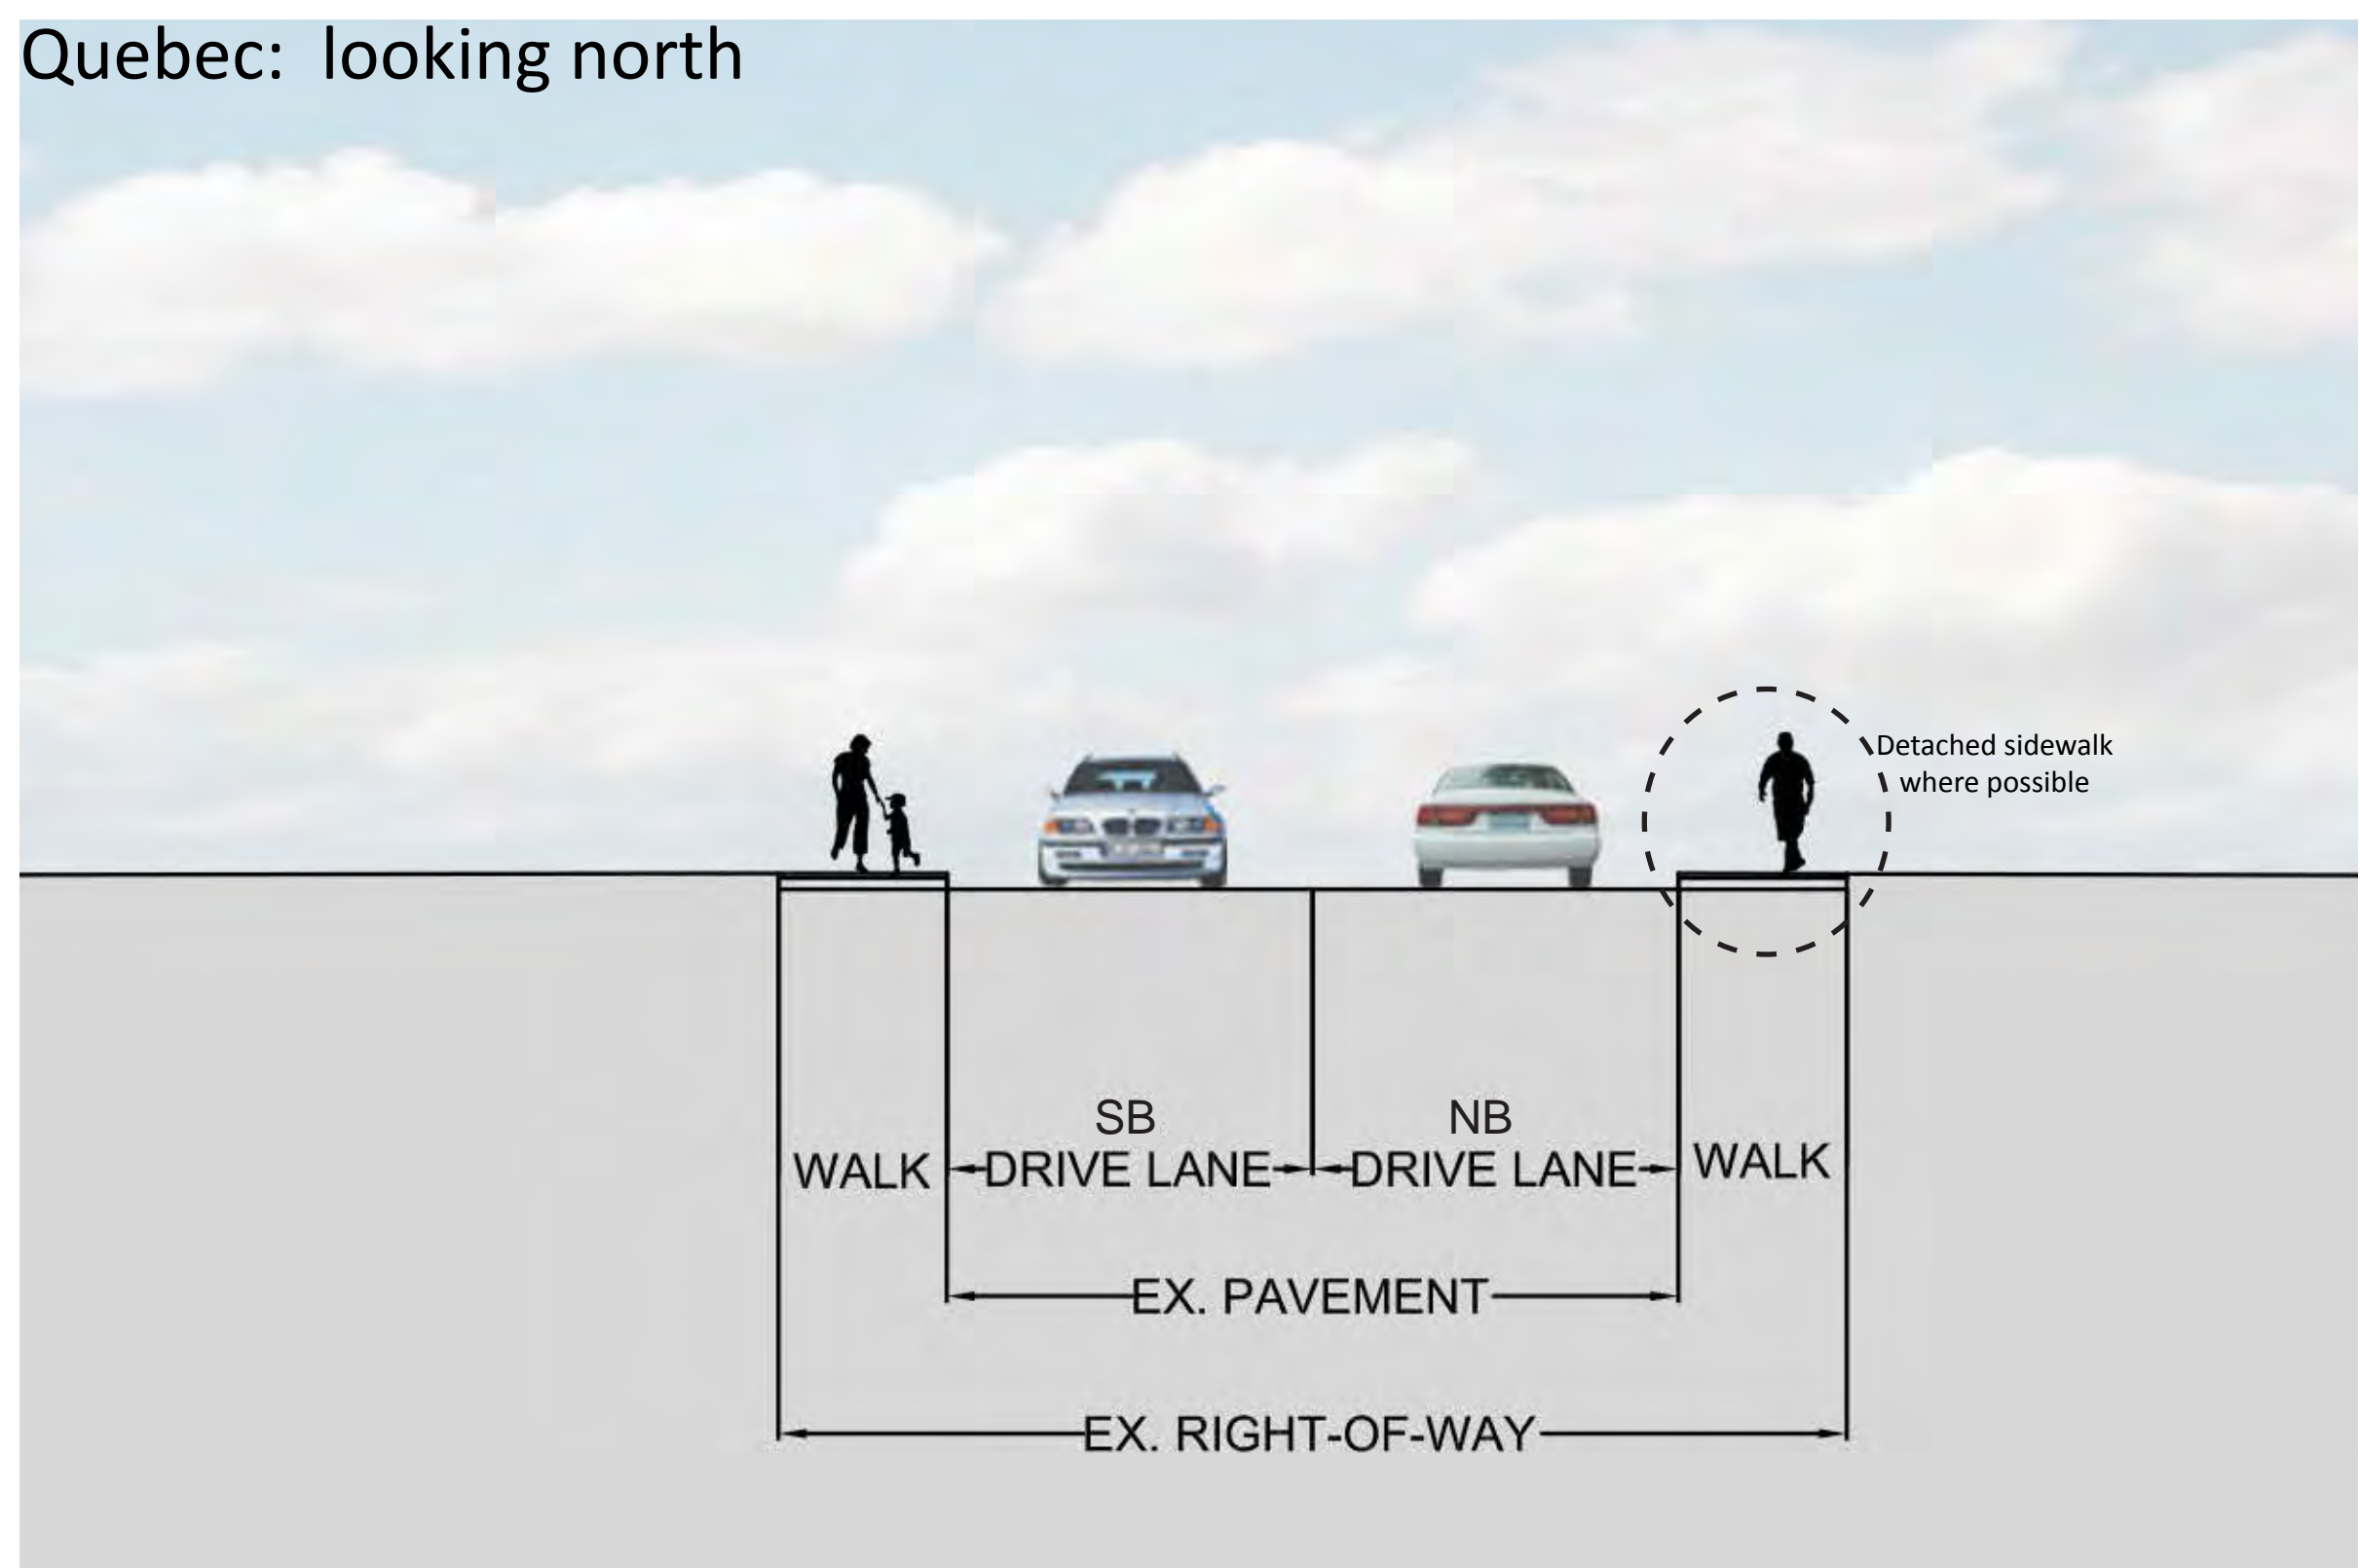 Quebec:  looking north
Detached sidewalk
where possible
SB
NB
WALK
DRIVE LANE
DRIVE LANE
WALK
EX. PAVEMENT
EX. RIGHT-OF-WAY